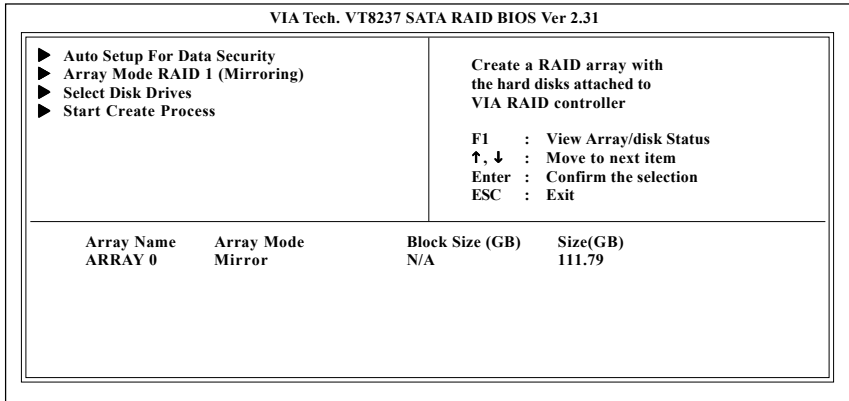 VIA Tech. VT8237 SATA RAID BIOS Ver 2.31
Auto Setup For Data Security
Array Mode RAID 1 (Mirroring)
Select Disk Drives
Start Create Process
Create a RAID array with
the hard disks attached to
VIA RAID controller
F1 : View Array/disk Status
↑, ↓ : Move to next item
Enter : Confirm the selection
ESC : Exit
Array Name Array Mode Block Size (GB) Size(GB)
ARRAY 0 Mirror N/A 111.79